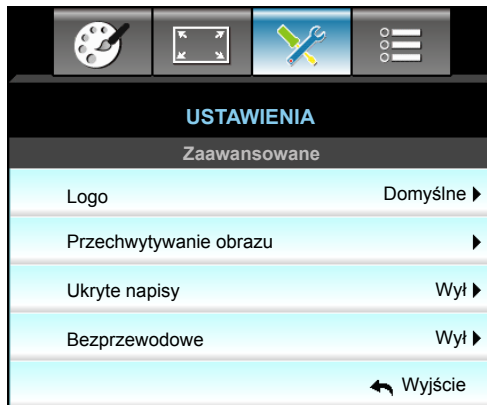 USTAWIENIA
Zaawansowane
Logo Domyślne
Przechwytywanie obrazu
Ukryte napisy Wył
Bezprzewodowe Wył
Wyjście